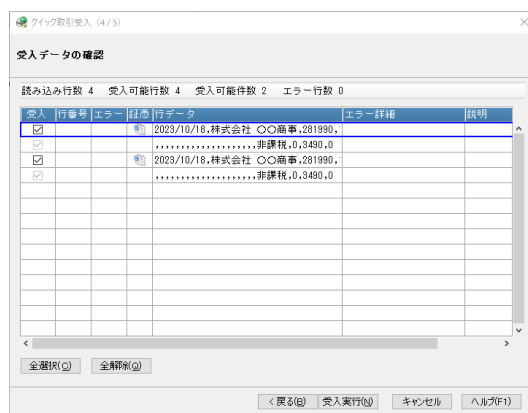 クイック取引受入 (4/5)
受入データの確認
読み込み行数 4 受入可能行数 4 受入可能件数 2 エラー行数 0
受入 行番号 エラー 証憑 行データ エラー詳細 説明
2023/10/18,株式会社 〇〇商事,281990,
,,,,,,,,,,,,,,,,,,,,非課税,0,3490,0
2023/10/18,株式会社 〇〇商事,281990,
,,,,,,,,,,,,,,,,,,,,非課税,0,3490,0
全選択(C) 全解除(Q)
<戻る(B) 受入実行(N) キャンセル ヘルプ(F1)